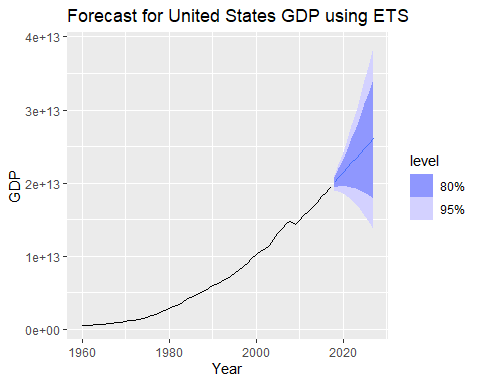 Forecast for United States GDP using ETS
4e+13
3e+13
2e+13
1e+13
0e+00
GDP
1960
1980
2000
2020
Year
level
80%
95%